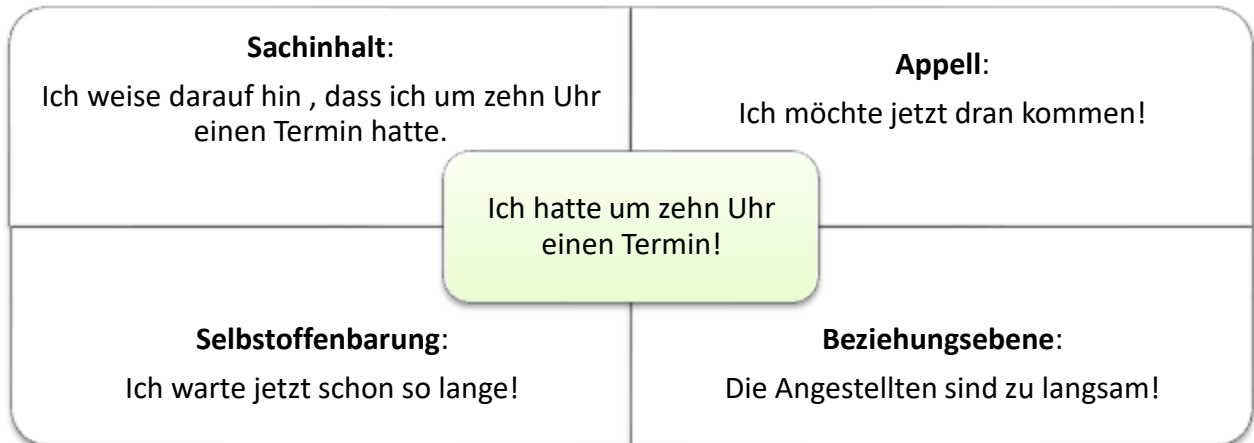 Sachinhalt:
Ich weise darauf hin , dass ich um zehn Uhr
einen Termin hatte.
Appell:
Ich möchte jetzt dran kommen!
Ich hatte um zehn Uhr
einen Termin!
Selbstoffenbarung:
Ich warte jetzt schon so lange!
Beziehungsebene:
Die Angestellten sind zu langsam!